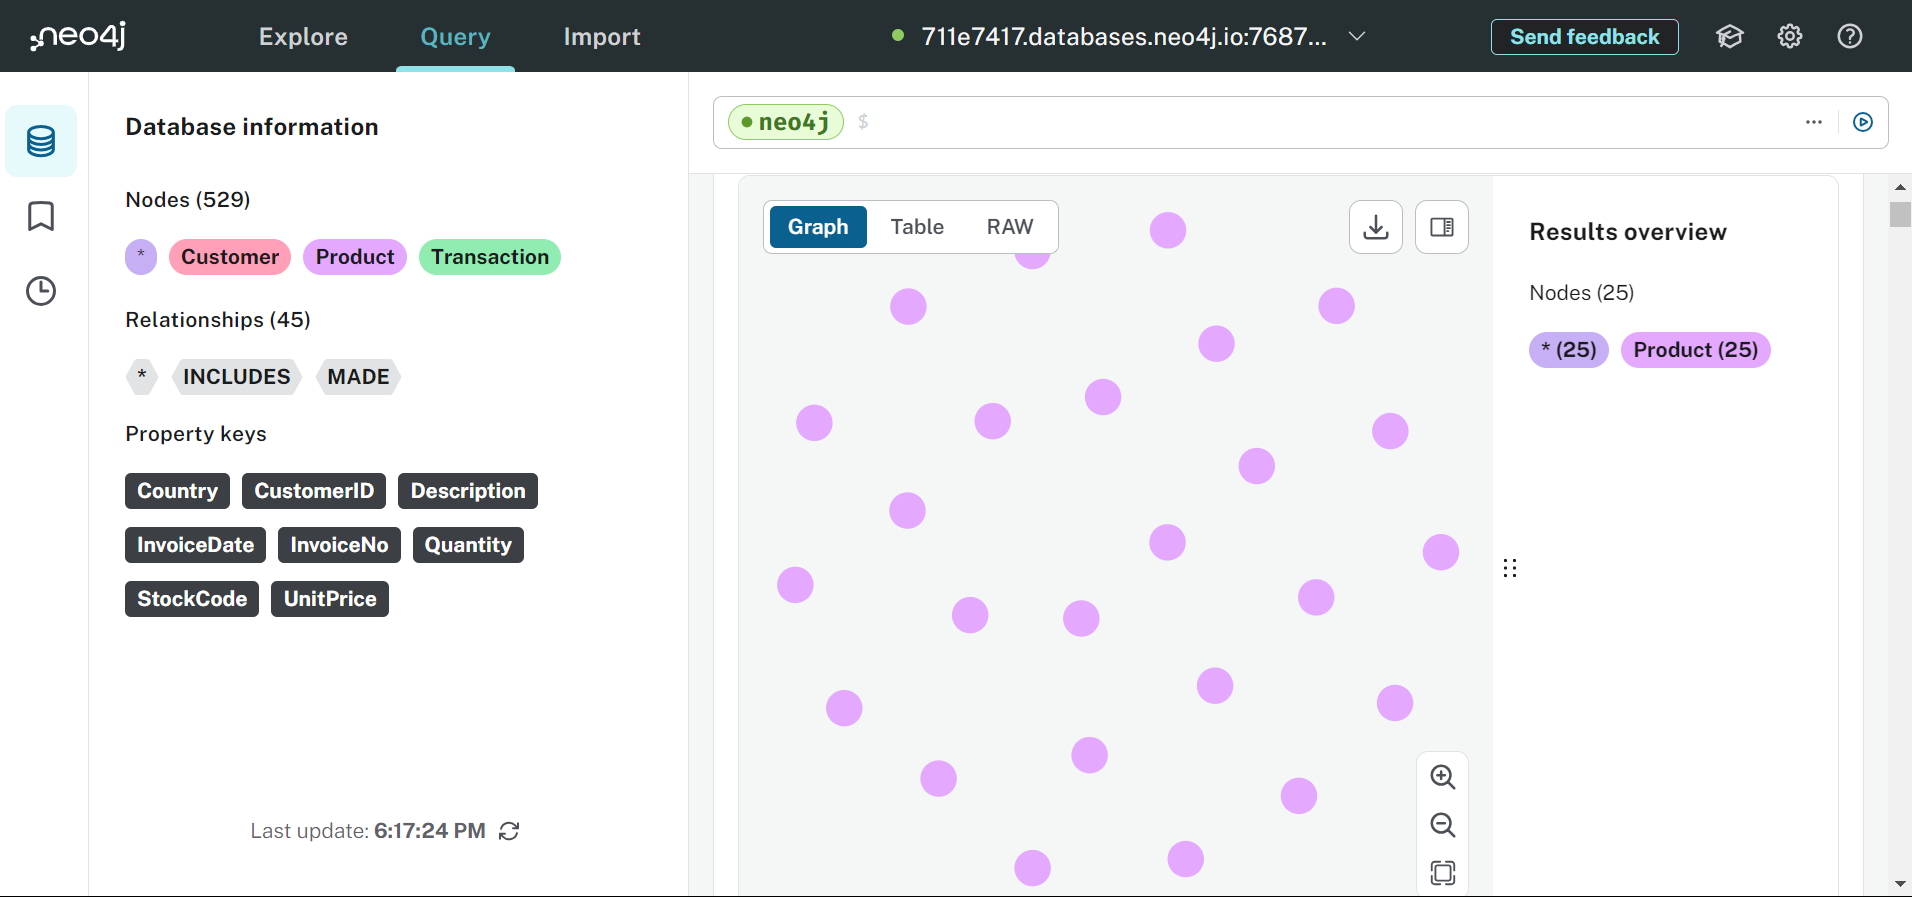 neo4j
Explore
Query
Import
711e7417.databases.neo4j.io:7687...
Send feedback
Database information
Nodes (529)
* Customer Product Transaction
Relationships (45)
* INCLUDES MADE
Property keys
Country CustomerID Description
InvoiceDate InvoiceNo Quantity
StockCode UnitPrice
Last update: 6:17:24 PM
neo4j $
Graph Table RAW
Results overview
Nodes (25)
* (25) Product (25)